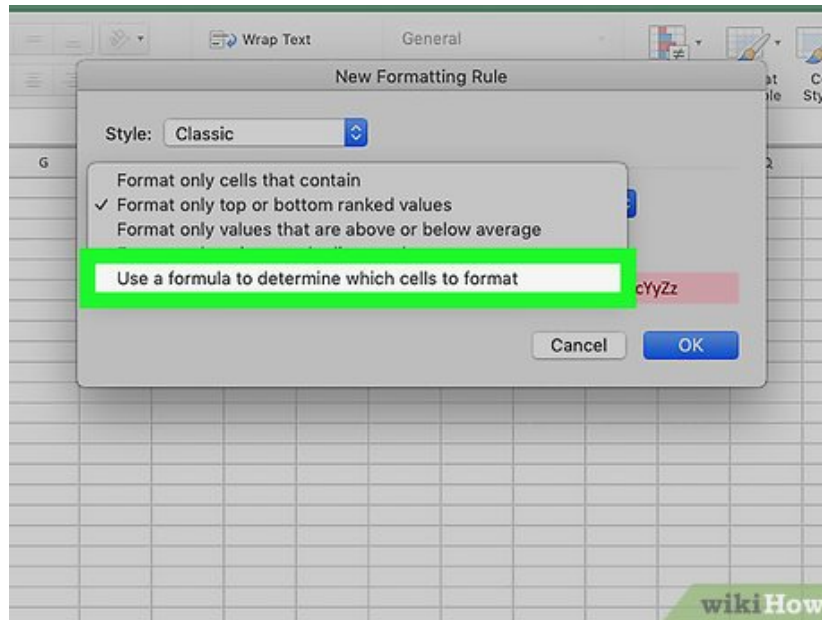 Wrap Text
General
New Formatting Rule
Style: Classic
G
Format only cells that contain
✓ Format only top or bottom ranked values
Format only values that are above or below average
Use a formula to determine which cells to format
cYyZz
Cancel
OK
wikiHow